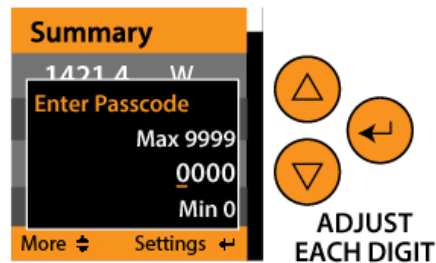 Summary
1421.4 W
Enter Passcode
Max 9999
0000
Min 0
More Settings
ADJUST
EACH DIGIT